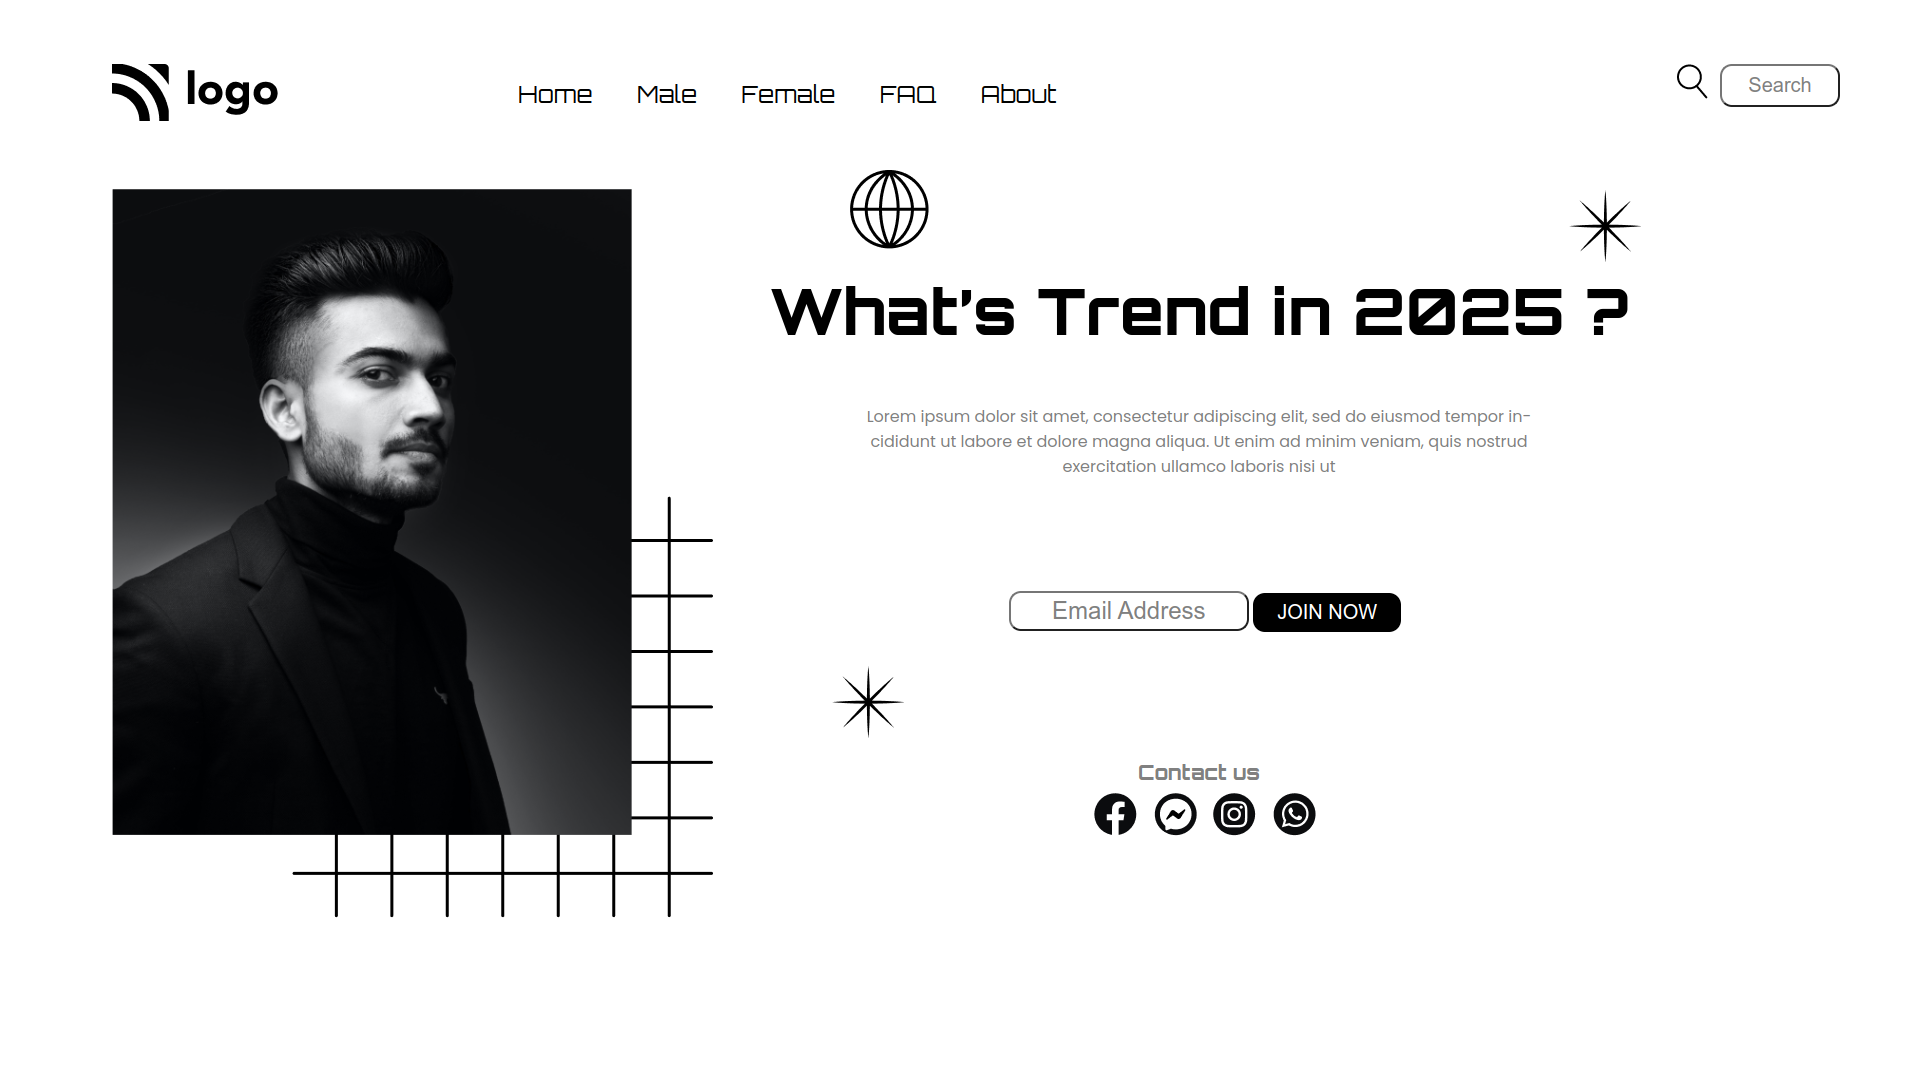 logo
Home Male Female FAQ About
Search
What's Trend in 2025 ?
Lorem ipsum dolor sit amet, consectetur adipiscing elit, sed do eiusmod tempor in-
cididunt ut labore et dolore magna aliqua. Ut enim ad minim veniam, quis nostrud
exercitation ullamco laboris nisi ut
Email Address JOIN NOW
Contact us